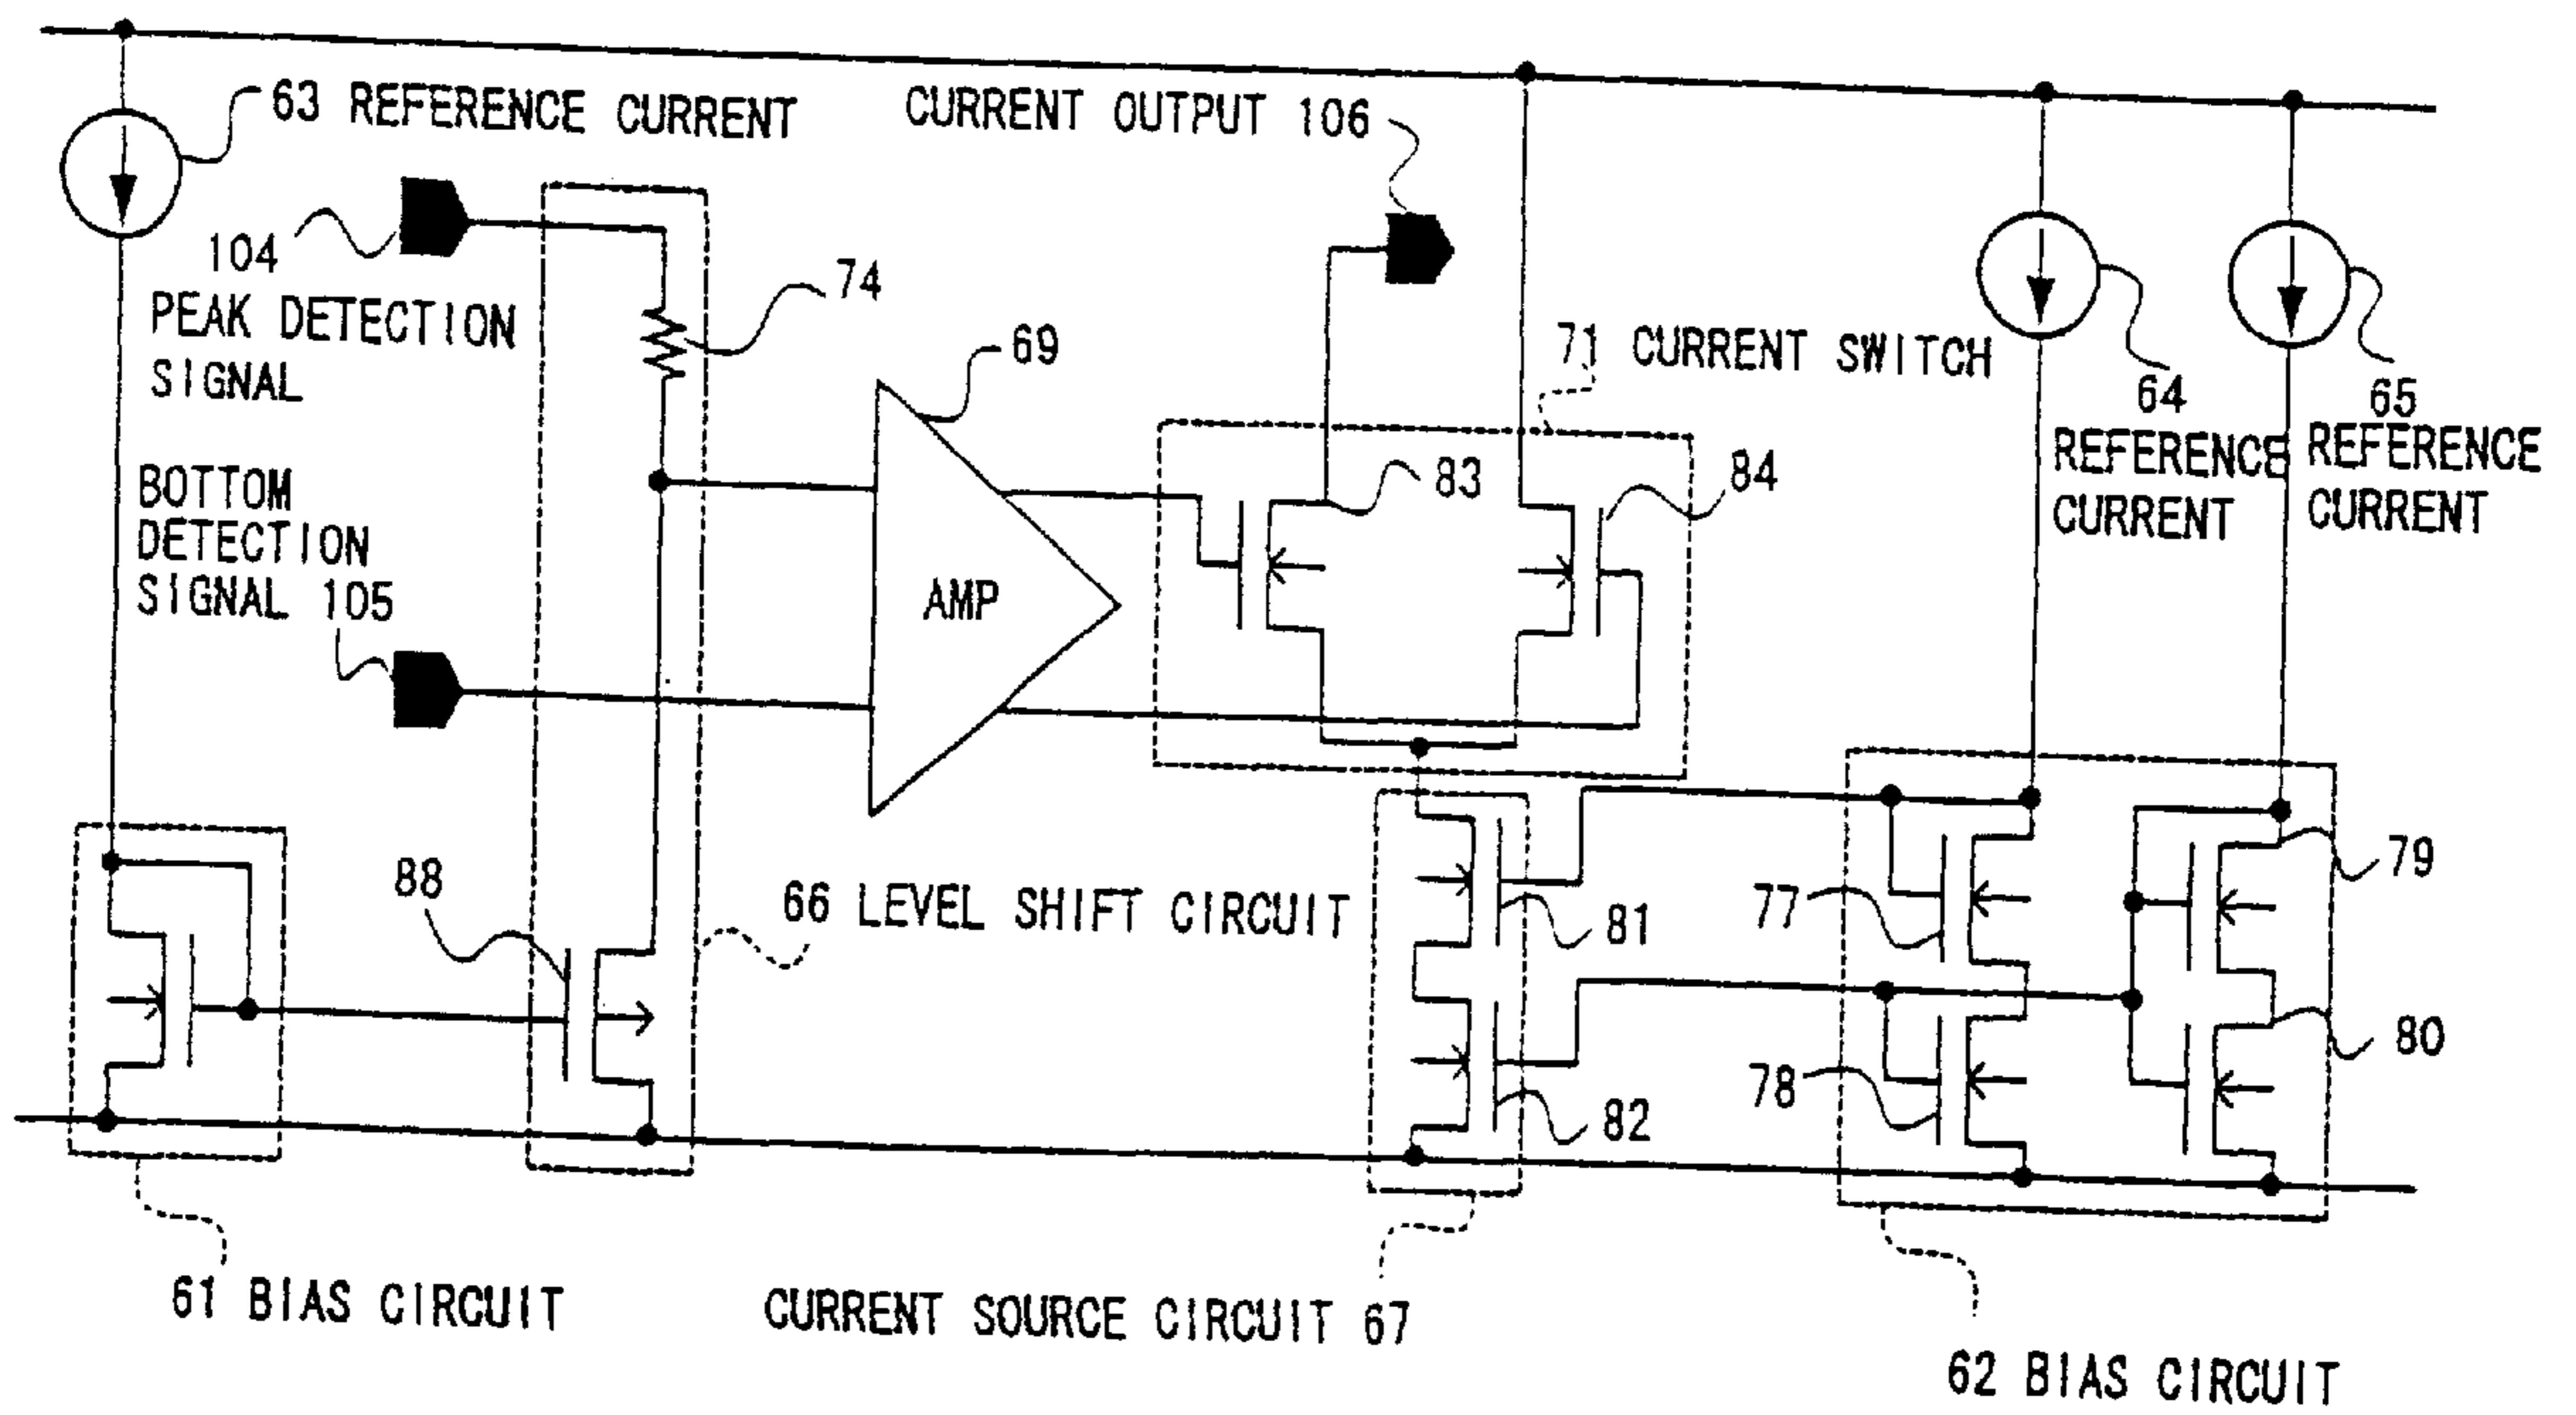 63 REFERENCE CURRENT
CURRENT OUTPUT 106
104
PEAK DETECTION
SIGNAL
74
69
71 CURRENT SWITCH
64
REFERENCE
CURRENT
65
REFERENCE
CURRENT
BOTTOM
DETECTION
SIGNAL 105
83
84
AMP
88
66 LEVEL SHIFT CIRCUIT
81
77
79
82
78
80
61 BIAS CIRCUIT
CURRENT SOURCE CIRCUIT 67
62 BIAS CIRCUIT